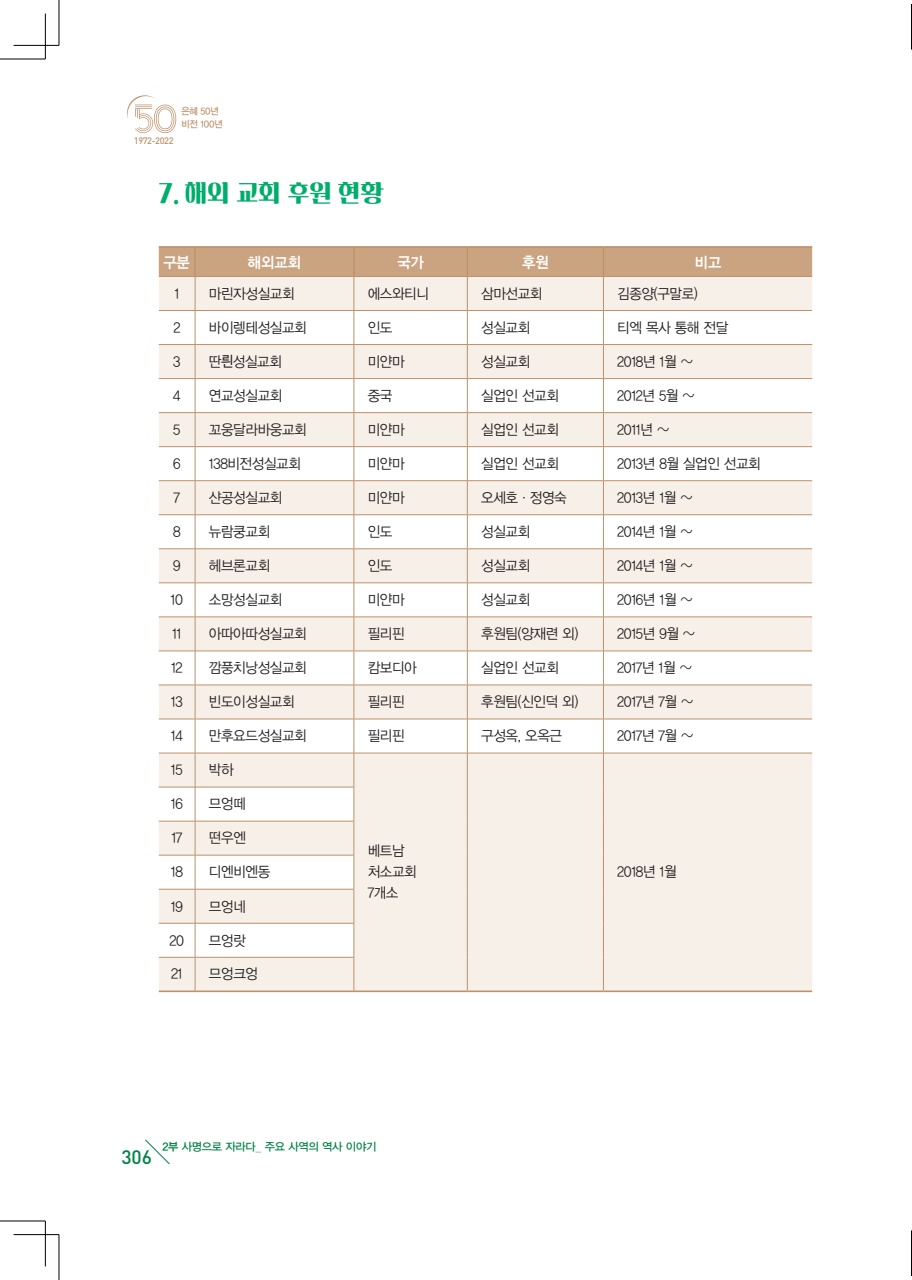 50
은혜 50년
비전 100년
1972-2022
7. 해외 교회 후원 현황
구분 해외교회 국가 후원 비고
1 마린자성실교회 에스와티니 삼마선교회 김종양(구말로)
2 바이렝테성실교회 인도 성실교회 티엑 목사 통해 전달
3 딴륀성실교회 미얀마 성실교회 2018년 1월 ~
4 연교성실교회 중국 실업인 선교회 2012년 5월 ~
5 꼬웅달라바웅교회 미얀마 실업인 선교회 2011년 ~
6 138비전성실교회 미얀마 실업인 선교회 2013년 8월 실업인 선교회
7 샨공성실교회 미얀마 오세호 · 정영숙 2013년 1월 ~
8 뉴람쿵교회 인도 성실교회 2014년 1월 ~
9 헤브론교회 인도 성실교회 2014년 1월 ~
10 소망성실교회 미얀마 성실교회 2016년 1월 ~
11 아따아따성실교회 필리핀 후원팀(양재련 외) 2015년 9월 ~
12 깜풍치낭성실교회 캄보디아 실업인 선교회 2017년 1월 ~
13 빈도이성실교회 필리핀 후원팀(신인덕 외) 2017년 7월 ~
14 만후요드성실교회 필리핀 구성옥, 오옥근 2017년 7월 ~
15 박하
16 므엉떼
17 떤우엔
18 디엔비엔동
19 므엉네
20 므엉랏
21 므엉크엉
베트남
처소교회
7개소
2018년 1월
306 2부 사명으로 자라다_ 주요 사역의 역사 이야기